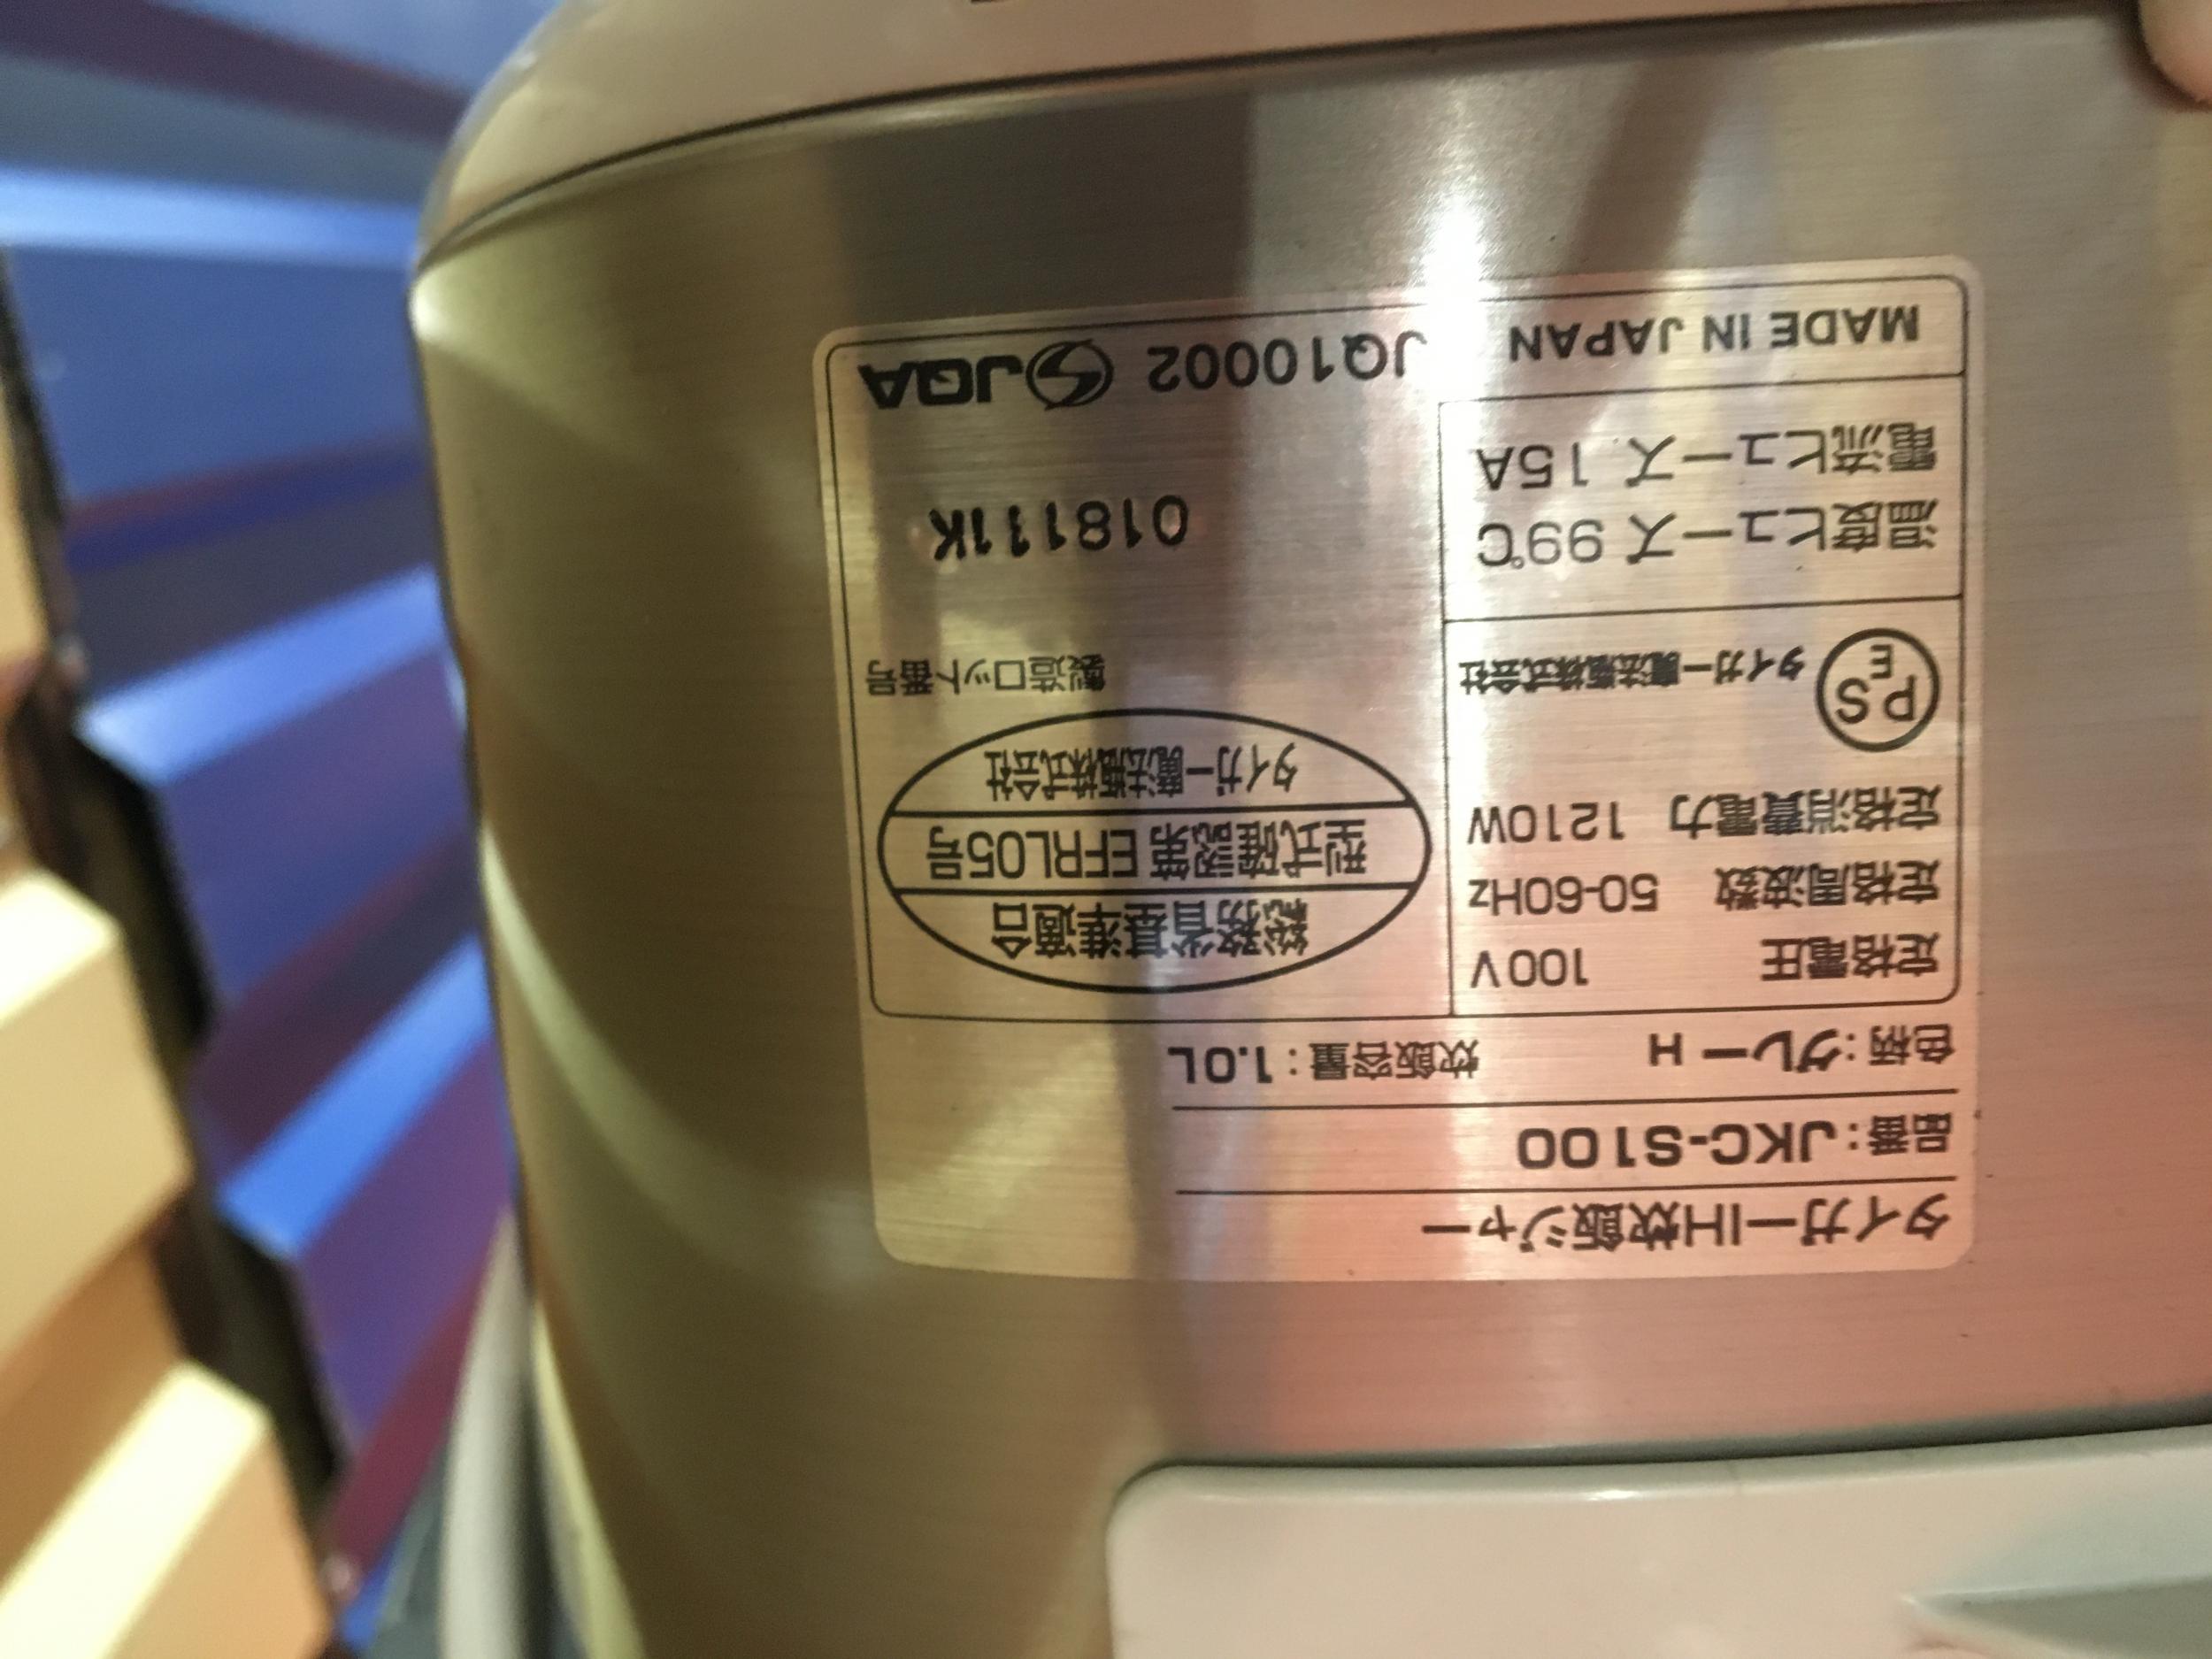 タイガーIH炊飯ジャー
品番：JKC-S100
色柄：グレー H 炊飯容量：1.0L
定格電圧 100V
定格周波数 50-60Hz
定格消費電力 1210W
PS
E
タイガー魔法瓶株式会社
温度ヒューズ 99℃
電流ヒューズ 15A
総務省基準適合
型式確認第EFRL05号
タイガー魔法瓶株式会社
製造ロット番号
018111K
MADE IN JAPAN JQ10002 JQA